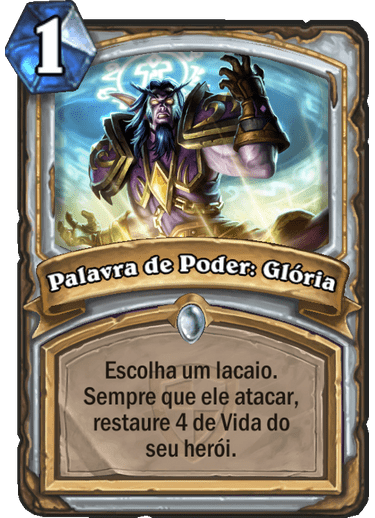 1
Palavra de Poder: Glória
Escolha um lacaio.
Sempre que ele atacar,
restaure 4 de Vida do
seu herói.